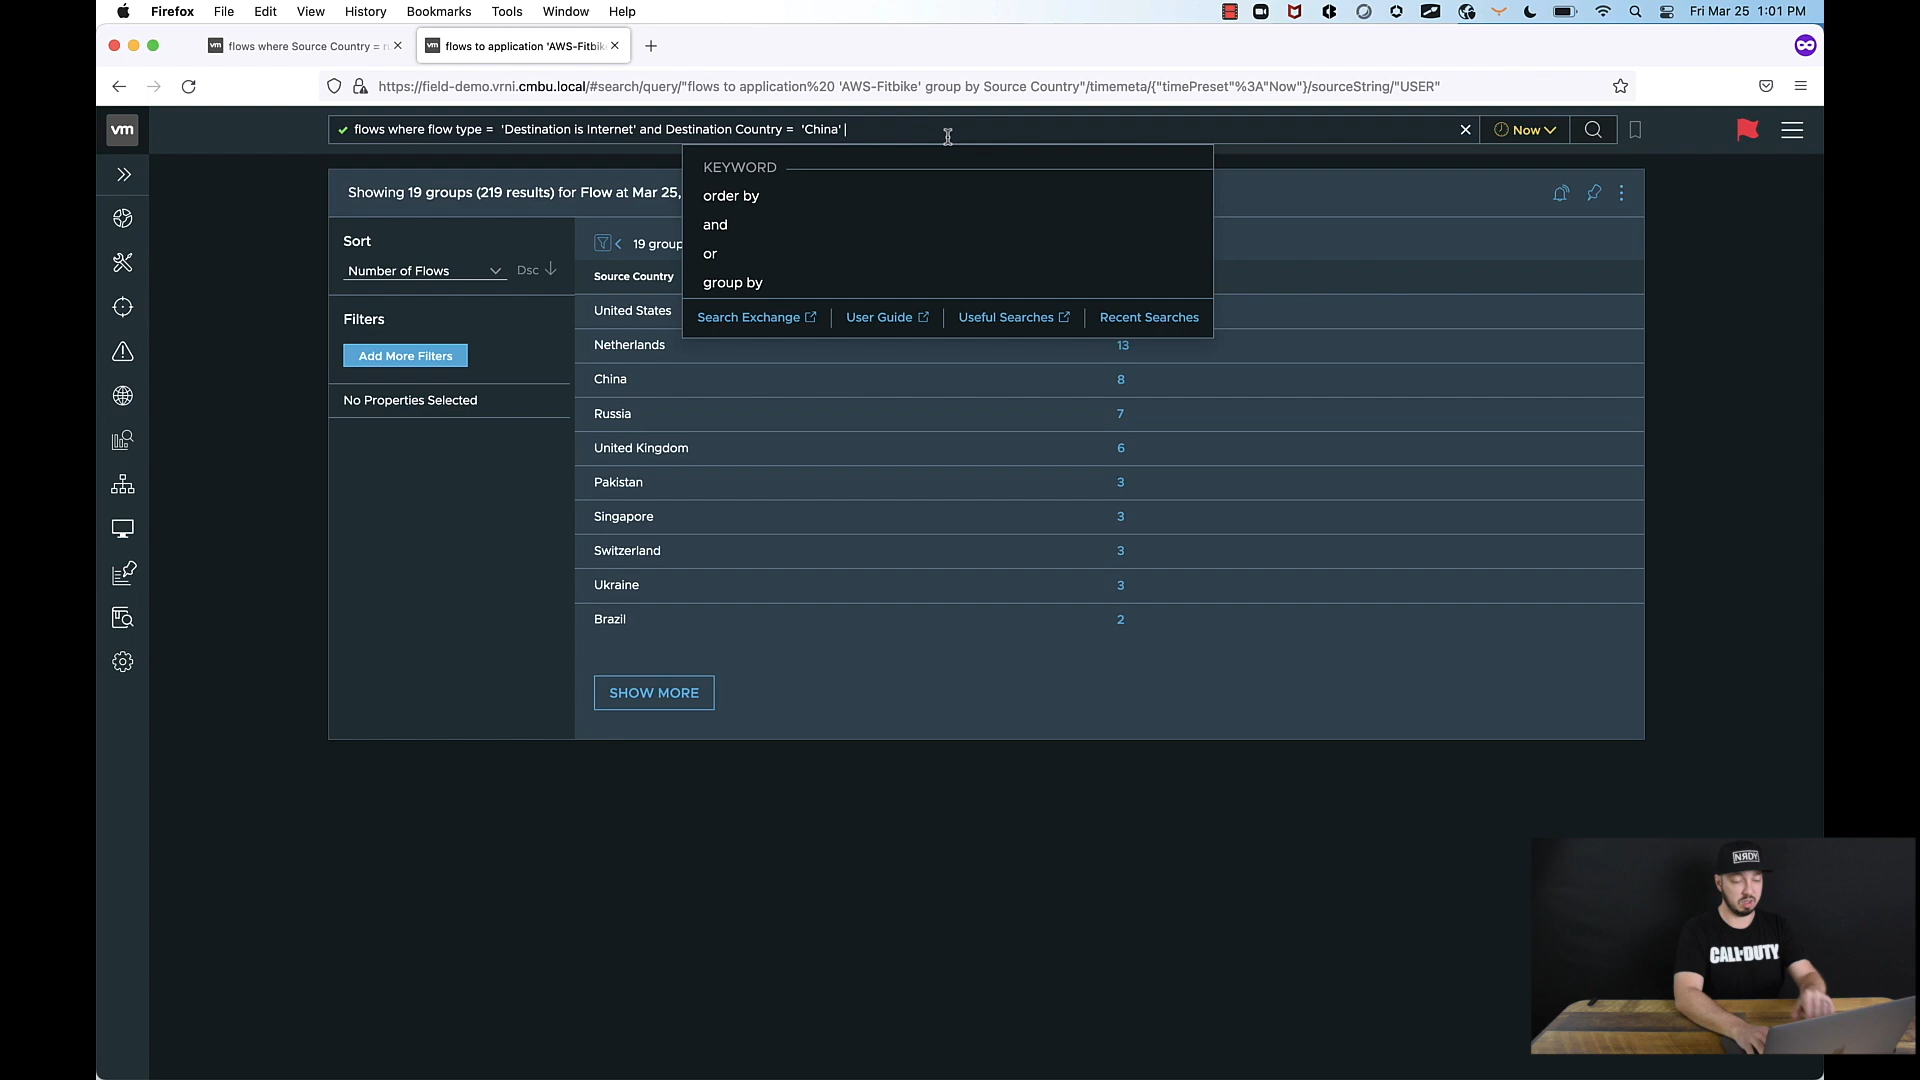 Firefox File Edit View History Bookmarks Tools Window Help
Fri Mar 25 1:01 PM
vm flows where Source Country = r
vm flows to application 'AWS-Fitbik
https://field-demo.vrni.cmbu.local/#search/query/"flows to application%20 'AWS-Fitbike' group by Source Country"/timemeta/{"timePreset"%3A"Now"}/sourceString/"USER"
vm
flows where flow type = 'Destination is Internet' and Destination Country = 'China'
Now
KEYWORD
order by
and
or
group by
Search Exchange
User Guide
Useful Searches
Recent Searches
Showing 19 groups (219 results) for Flow at Mar 25,
Sort
Number of Flows
Dsc
Filters
Add More Filters
No Properties Selected
19 group
Source Country
United States
Netherlands 13
China 8
Russia 7
United Kingdom 6
Pakistan 3
Singapore 3
Switzerland 3
Ukraine 3
Brazil 2
SHOW MORE
NRDY
CALL OF DUTY